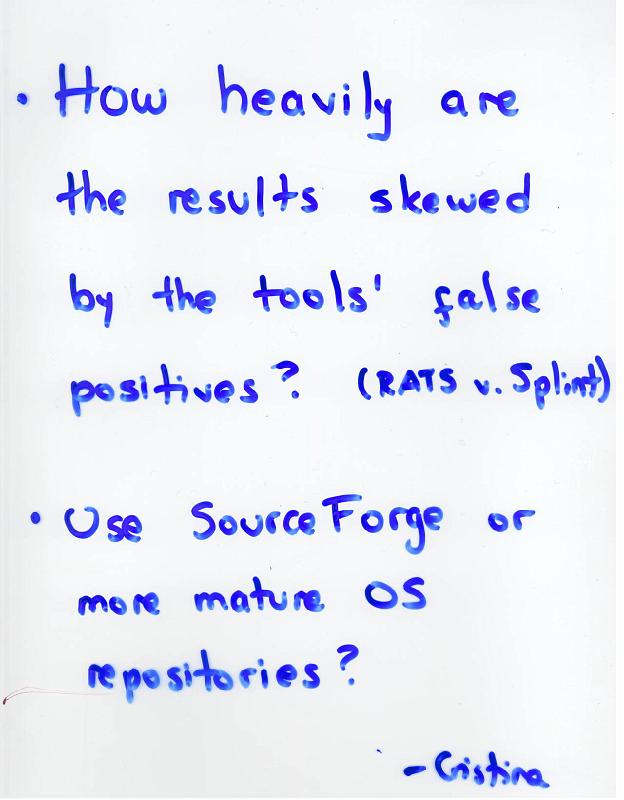 • How heavily are
the results skewed
by the tools' false
positives? (RATS v. Splint)
• Use SourceForge or
more mature OS
repositories?
- Cristina